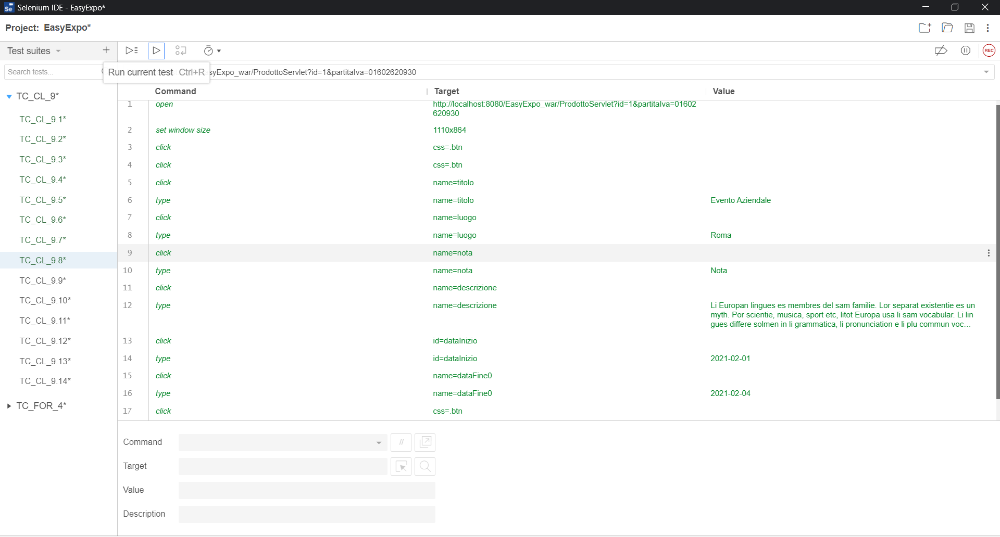 Se Selenium IDE - EasyExpo*
Project: EasyExpo*
Test suites
REC
Search tests...
Run current test Ctrl+R
syExpo_war/ProdottoServlet?id=1&partitaIva=01602620930
Command Target Value
1 open http://localhost:8080/EasyExpo_war/ProdottoServlet?id=1&partitaIva=01602
620930
2 set window size 1110x864
3 click css=.btn
4 click css=.btn
5 click name=titolo
6 type name=titolo Evento Aziendale
7 click name=luogo
8 type name=luogo Roma
9 click name=nota
10 type name=nota Nota
11 click name=descrizione
12 type name=descrizione Li Europan lingues es membres del sam familie. Lor separat existentie es un
myth. Por scientie, musica, sport etc, litot Europa usa li sam vocabular. Li lin
gues differe solmen in li grammatica, li pronunciation e li plu commun voc...
13 click id=dataInizio
14 type id=dataInizio 2021-02-01
15 click name=dataFine0
16 type name=dataFine0 2021-02-04
17 click css=.btn
TC_CL_9*
TC_CL_9.1*
TC_CL_9.2*
TC_CL_9.3*
TC_CL_9.4*
TC_CL_9.5*
TC_CL_9.6*
TC_CL_9.7*
TC_CL_9.8*
TC_CL_9.9*
TC_CL_9.10*
TC_CL_9.11*
TC_CL_9.12*
TC_CL_9.13*
TC_CL_9.14*
TC_FOR_4*
Command //
Target
Value
Description